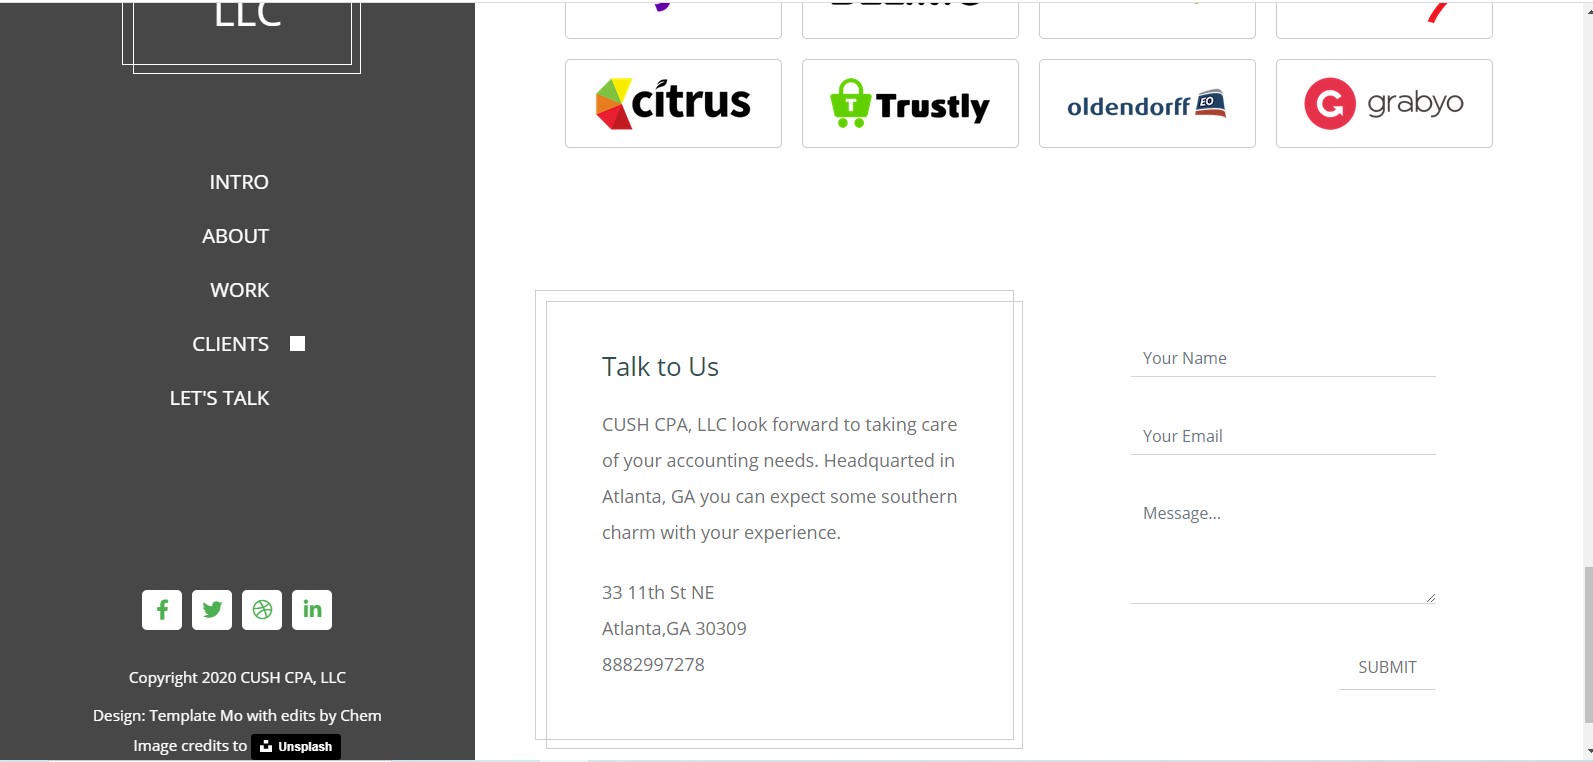 LLC
INTRO
ABOUT
WORK
CLIENTS
LET'S TALK
Copyright 2020 CUSH CPA, LLC
Design: Template Mo with edits by Chem
Image credits to Unsplash
citrus
T Trustly
oldendorff EO
G grabyo
Talk to Us
CUSH CPA, LLC look forward to taking care
of your accounting needs. Headquarted in
Atlanta, GA you can expect some southern
charm with your experience.
33 11th St NE
Atlanta,GA 30309
8882997278
Your Name
Your Email
Message...
SUBMIT